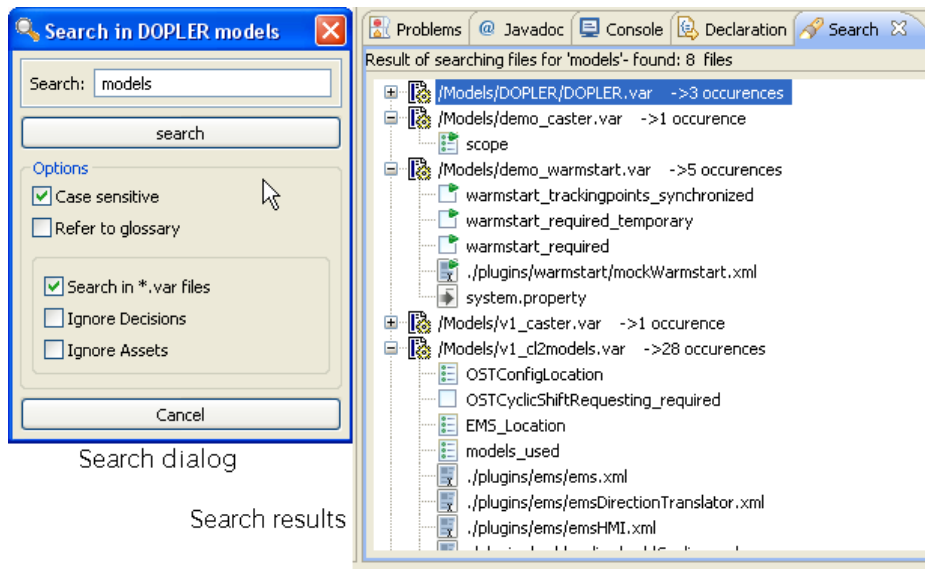 Search in DOPLER models
Search: models
search
Options
Case sensitive
Refer to glossary
Search in *.var files
Ignore Decisions
Ignore Assets
Cancel
Search dialog
Search results
Problems @ Javadoc Console Declaration Search
Result of searching files for 'models'- found: 8 files
/Models/DOPLER/DOPLER.var ->3 occurences
/Models/demo_caster.var ->1 occurence
scope
/Models/demo_warmstart.var ->5 occurences
warmstart_trackingpoints_synchronized
warmstart_required_temporary
warmstart_required
./plugins/warmstart/mockWarmstart.xml
system.property
/Models/v1_caster.var ->1 occurence
/Models/v1_cl2models.var ->28 occurences
OSTConfigLocation
OSTCyclicShiftRequesting_required
EMS_Location
models_used
./plugins/ems/ems.xml
./plugins/ems/emsDirectionTranslator.xml
./plugins/ems/emsHMI.xml